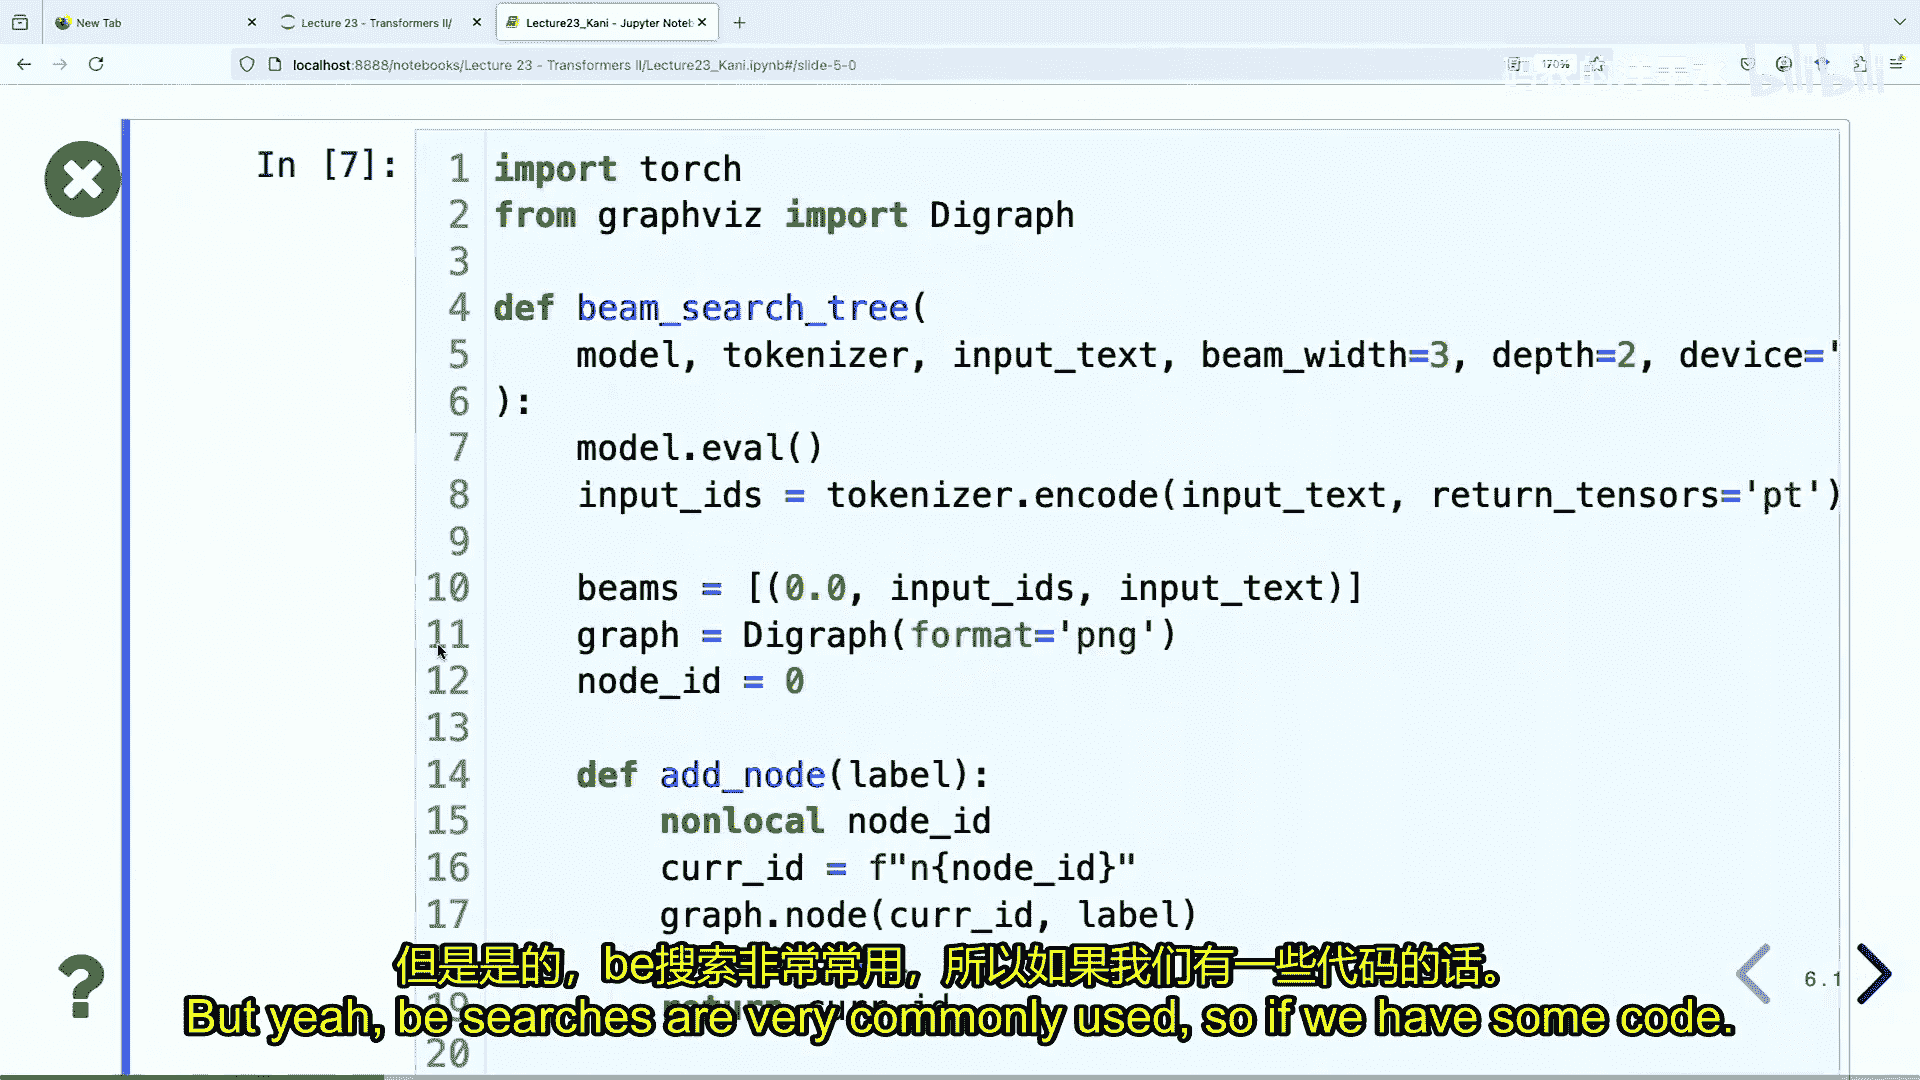 New Tab
Lecture 23 - Transformers II/
Lecture23_Kani - Jupyter Noteb
localhost:8888/notebooks/Lecture 23 - Transformers II/Lecture23_Kani.ipynb#/slide-5-0
170%
bilibili
In [7]:
1 import torch
2 from graphviz import Digraph
3
4 def beam_search_tree(
5 model, tokenizer, input_text, beam_width=3, depth=2, device='
6 ):
7 model.eval()
8 input_ids = tokenizer.encode(input_text, return_tensors='pt')
9
10 beams = [(0.0, input_ids, input_text)]
11 graph = Digraph(format='png')
12 node_id = 0
13
14 def add_node(label):
15 nonlocal node_id
16 curr_id = f"n{node_id}"
17 graph.node(curr_id, label)
19 return curr_id
20
6.1
但是是的，be搜索非常常用，所以如果我们有一些代码的话。
But yeah, be searches are very commonly used, so if we have some code.